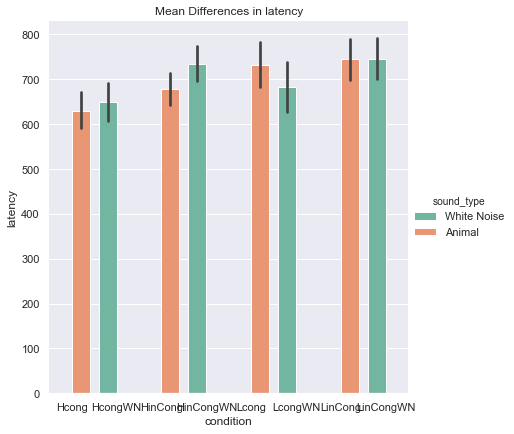 Mean Differences in latency
800
700
600
500
400
300
200
100
0
latency
Hcong HcongWN HinCong HinCongWN Lcong LcongWN LinCong LinCongWN
condition
sound_type
White Noise
Animal